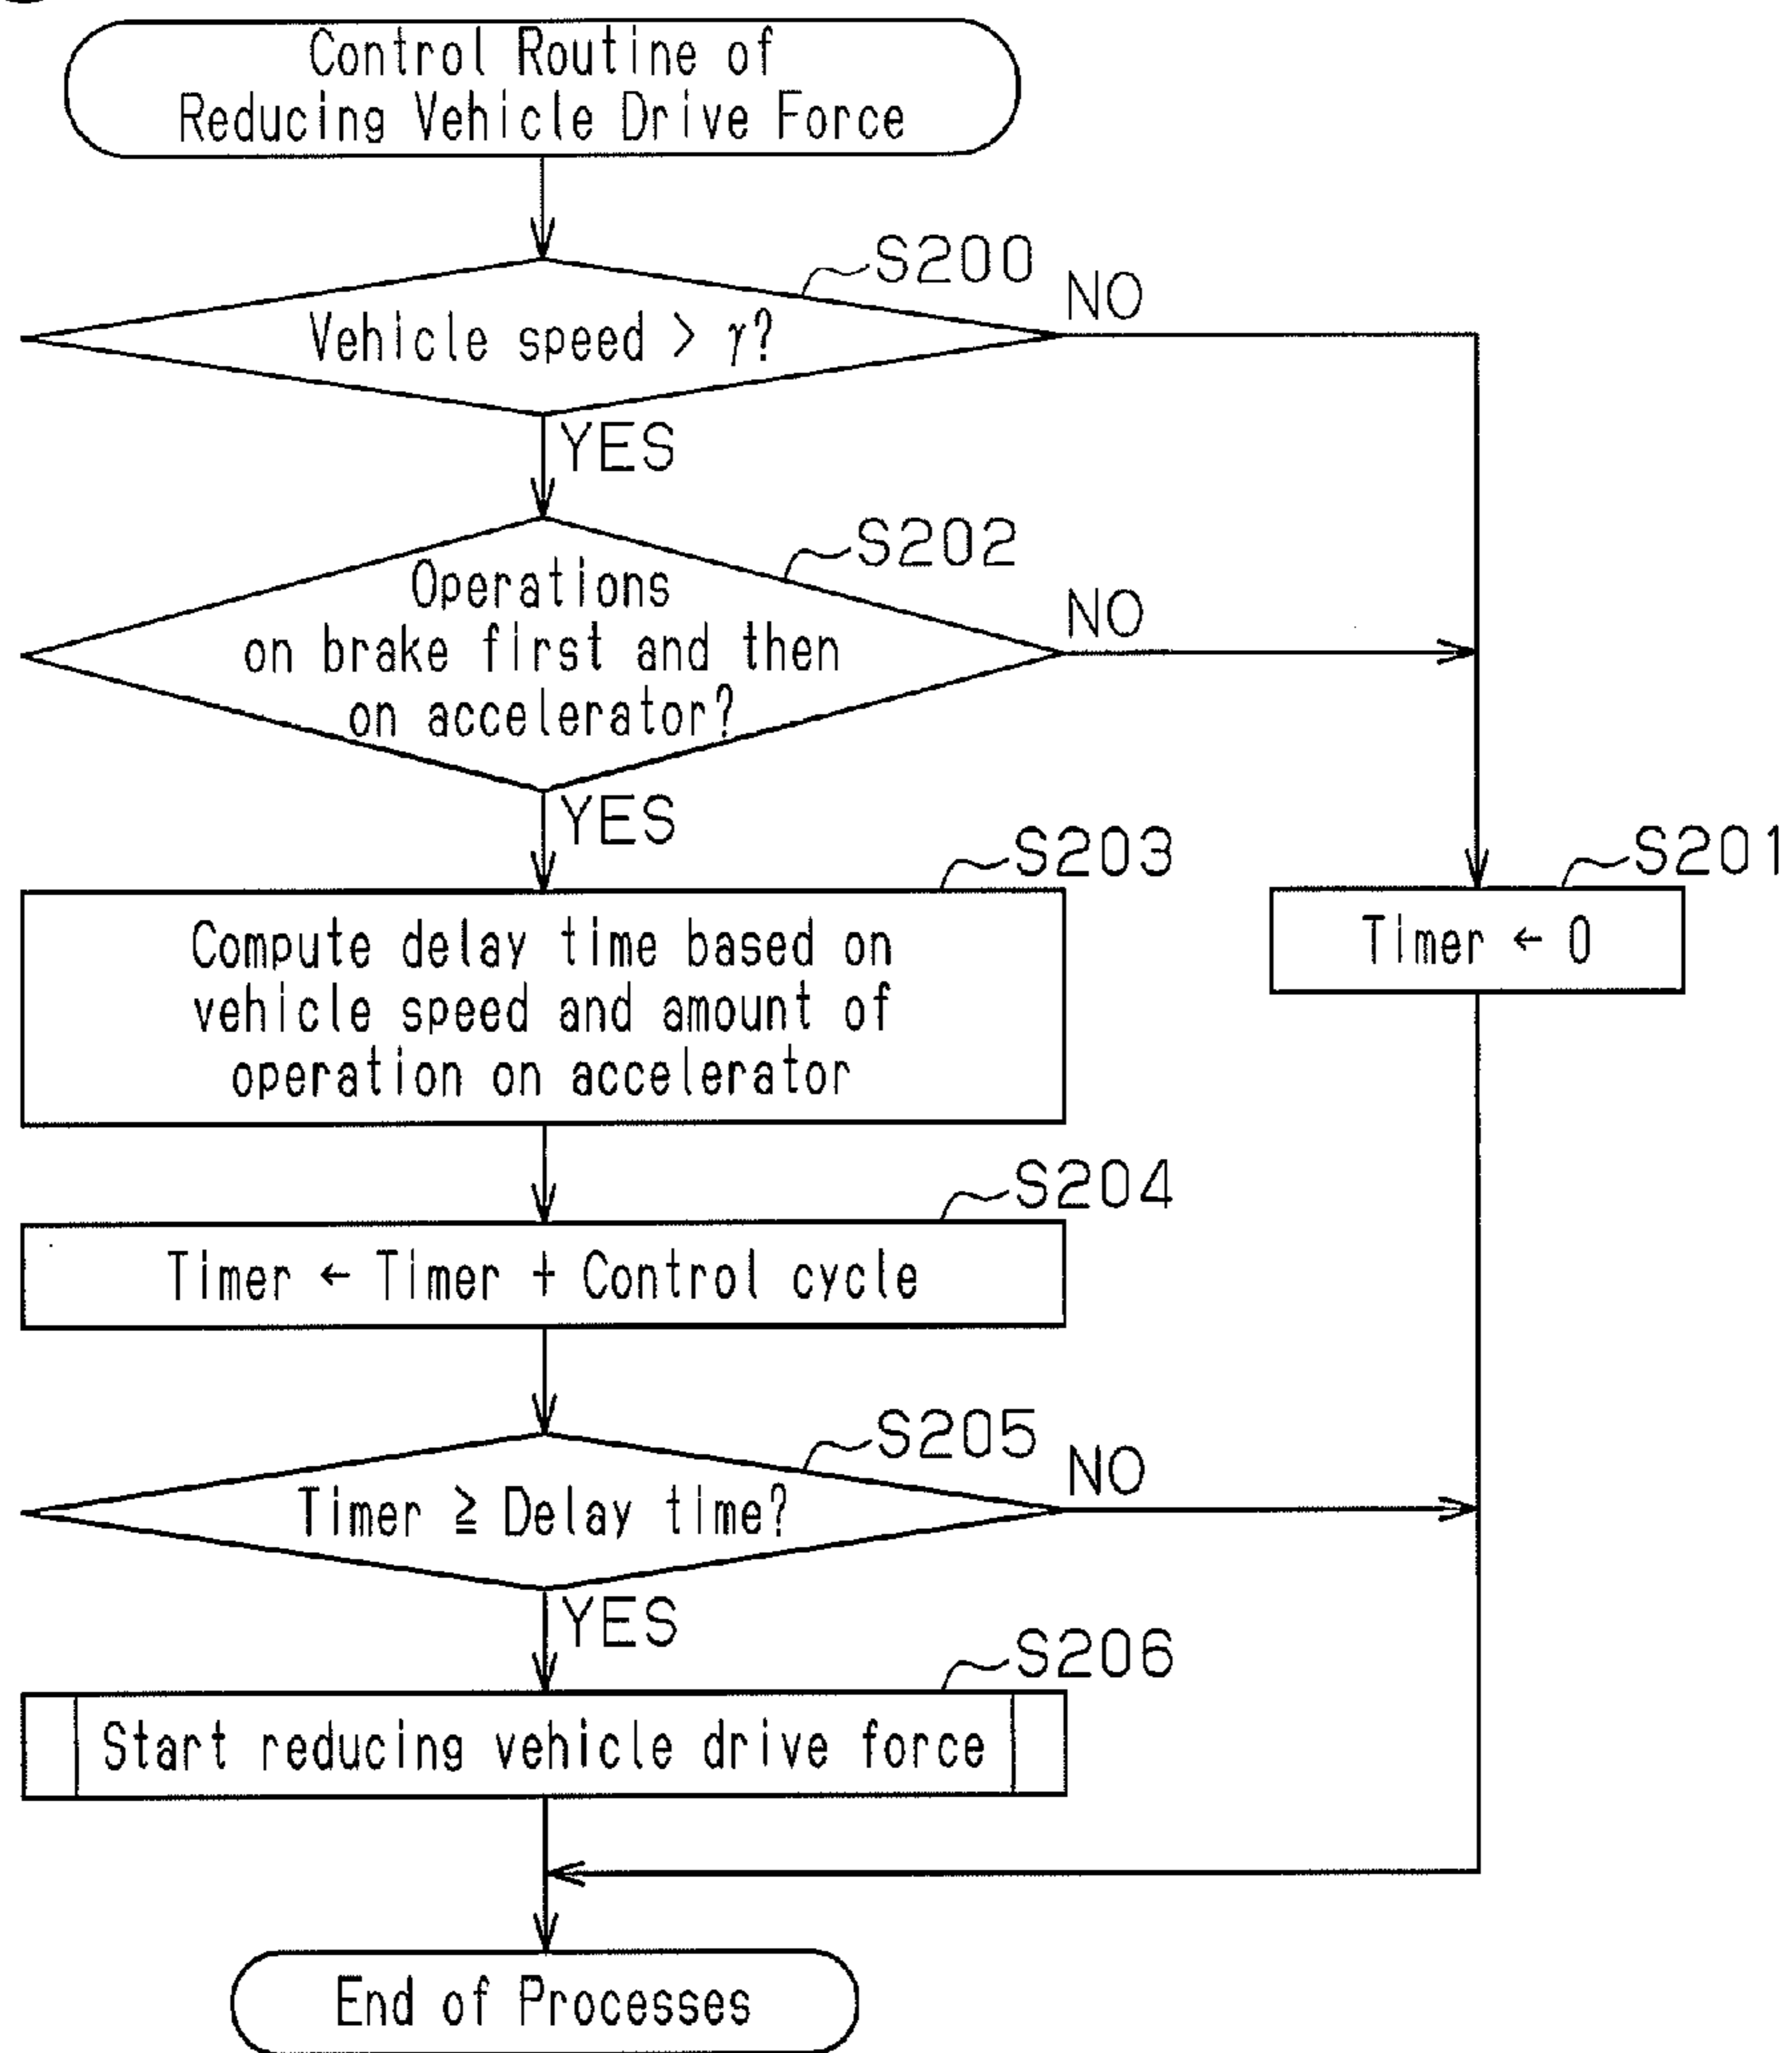 Control Routine of
Reducing Vehicle Drive Force
S200
Vehicle speed > γ?
NO
YES
S202
Operations
on brake first and then
on accelerator?
NO
YES
S203
Compute delay time based on
vehicle speed and amount of
operation on accelerator
S201
Timer ← 0
S204
Timer ← Timer + Control cycle
S205
Timer ≧ Delay time?
NO
YES
S206
Start reducing vehicle drive force
End of Processes